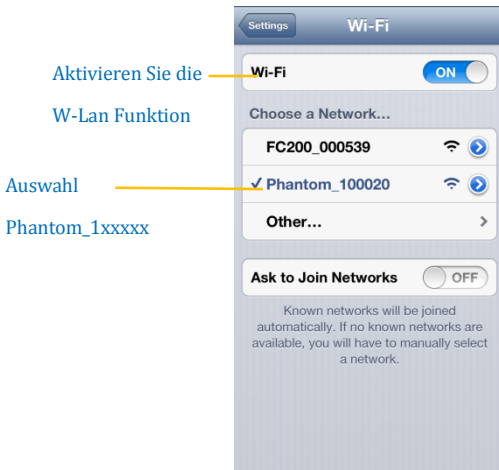 Settings
Wi-Fi
Aktivieren Sie die
W-Lan Funktion
Wi-Fi
ON
Choose a Network...
FC200_000539
Auswahl
Phantom_1xxxxx
✓ Phantom_100020
Other...
Ask to Join Networks
OFF
Known networks will be joined
automatically. If no known networks are
available, you will have to manually select
a network.